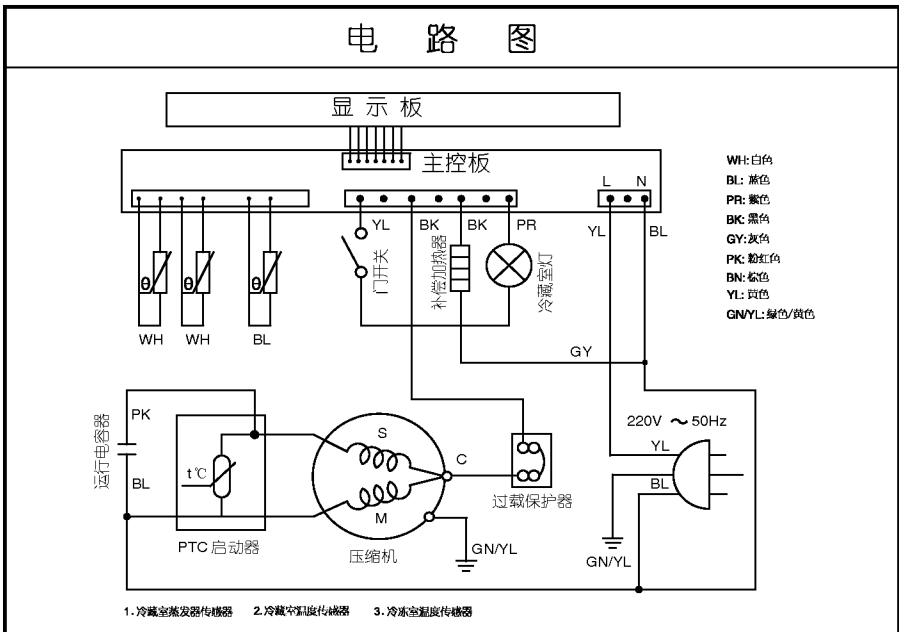 电 路 图
显示板
主控板
L N
YL BK BK PR YL BL
门开关
补偿加热器
冷藏室灯
θ θ θ
WH WH BL
GY
WH:白色
BL: 蓝色
PR: 紫色
BK: 黑色
GY: 灰色
PK: 粉红色
BN: 棕色
YL: 黄色
GN/YL: 绿色/黄色
运行电容器
PK
BL
t℃
PTC 启动器
S
M
C
压缩机
GN/YL
过载保护器
220V ～ 50Hz
YL
BL
GN/YL
1.冷藏室蒸发器传感器 2.冷藏室温度传感器 3.冷冻室温度传感器